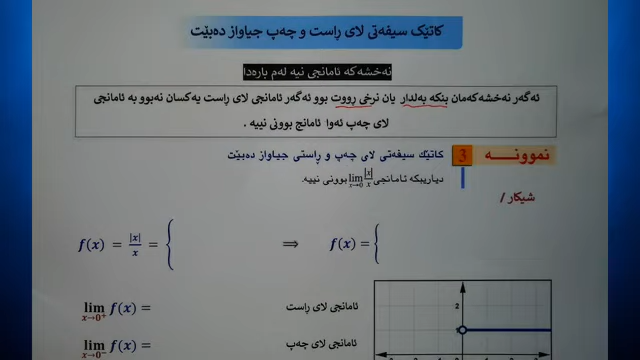 کاتێک سیفەتی لای ڕاست و چەپ جیاواز دەبێت
نەخشەکە ئامانجی نیە لەم بارەدا
ئەگەر نەخشەکەمان بنکە بەلدار یان نرخی ڕووت بوو ئەگەر ئامانجی لای ڕاست یەکسان نەبوو بە ئامانجی
لای چەپ ئەوا ئامانج بوونی نییە .
نموونە 3 کاتێک سیفەتی لای چەپ و ڕاستی جیاواز دەبێت
دیاریبکە ئامانجی lim x→0 |x|/x بوونی نییە.
شیکار /
f(x) = |x|/x = { ⟹ f(x) = {
lim x→0⁺ f(x) = ئامانجی لای ڕاست
lim x→0⁻ f(x) = ئامانجی لای چەپ
2